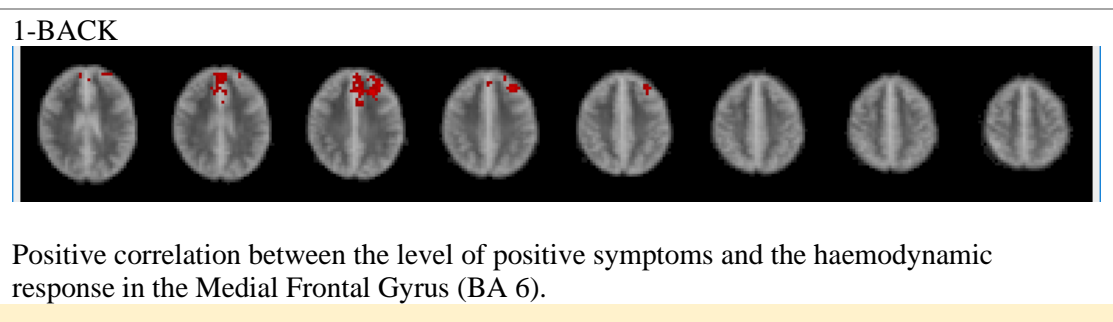 1-BACK
Positive correlation between the level of positive symptoms and the haemodynamic
response in the Medial Frontal Gyrus (BA 6).